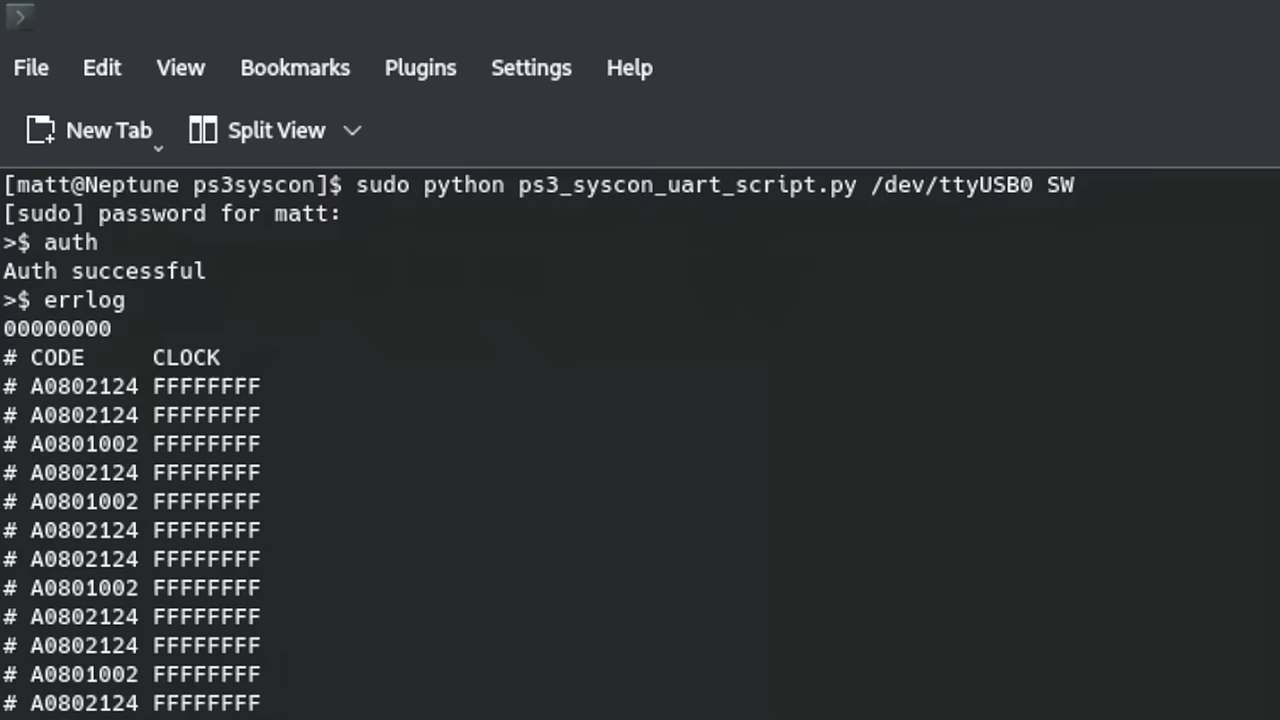 File Edit View Bookmarks Plugins Settings Help
New Tab Split View
[matt@Neptune ps3syscon]$ sudo python ps3_syscon_uart_script.py /dev/ttyUSB0 SW
[sudo] password for matt:
>$ auth
Auth successful
>$ errlog
00000000
# CODE     CLOCK
# A0802124 FFFFFFFF
# A0802124 FFFFFFFF
# A0801002 FFFFFFFF
# A0802124 FFFFFFFF
# A0801002 FFFFFFFF
# A0802124 FFFFFFFF
# A0802124 FFFFFFFF
# A0801002 FFFFFFFF
# A0802124 FFFFFFFF
# A0802124 FFFFFFFF
# A0801002 FFFFFFFF
# A0802124 FFFFFFFF